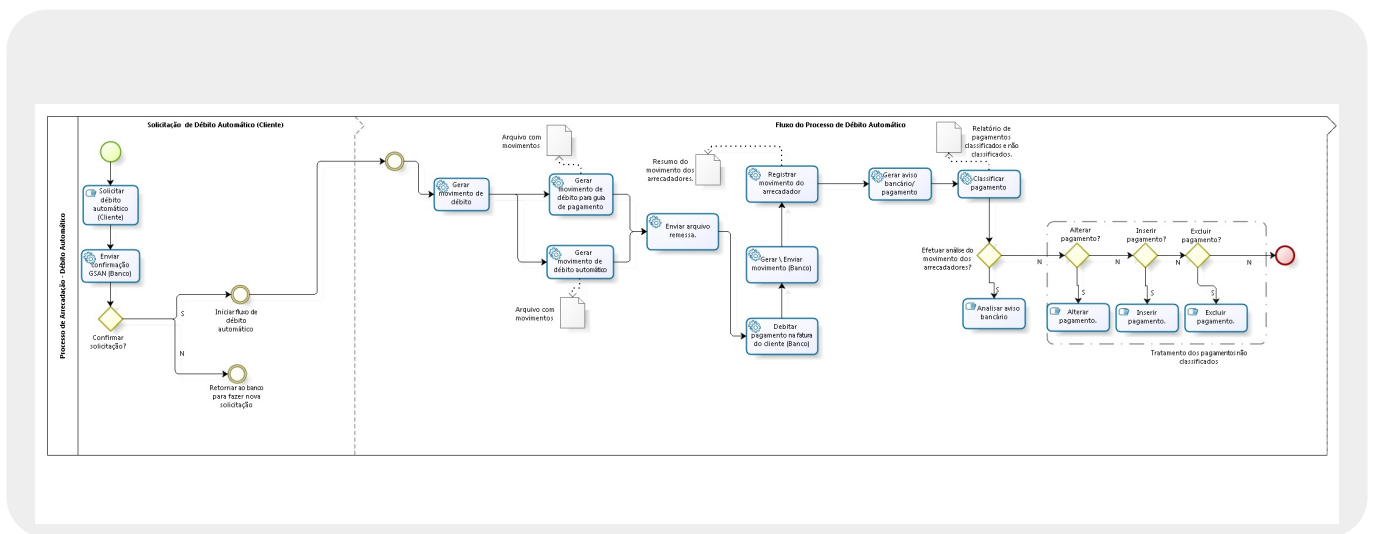 Processo de Arrecadação - Débito Automático
Solicitação de Débito Automático (Cliente)
Solicitar
débito
automático
(Cliente)
Enviar
confirmação
GSAN (Banco)
Confirmar
solicitação?
S
N
Iniciar fluxo de
débito
automático
Retornar ao banco
para fazer nova
solicitação
Fluxo do Processo de Débito Automático
Gerar
movimento de
débito
Arquivo com
movimentos
Gerar
movimento de
débito para guia
de pagamento
Gerar
movimento de
débito automático
Arquivo com
movimentos
Enviar arquivo
remessa.
Resumo do
movimento dos
arrecadadores.
Registrar
movimento do
arrecadador
Gerar \ Enviar
movimento (Banco)
Debitar
pagamento na fatura
do cliente (Banco)
Gerar aviso
bancário/
pagamento
Relatório de
pagamentos
classificados e não
classificados.
Classificar
pagamento
Efetuar análise do
movimento dos
arrecadadores?
S
N
Analisar aviso
bancário
Alterar
pagamento?
S
N
Alterar
pagamento.
Inserir
pagamento?
S
N
Inserir
pagamento.
Excluir
pagamento?
S
N
Excluir
pagamento.
Tratamento dos pagamentos não
classificados